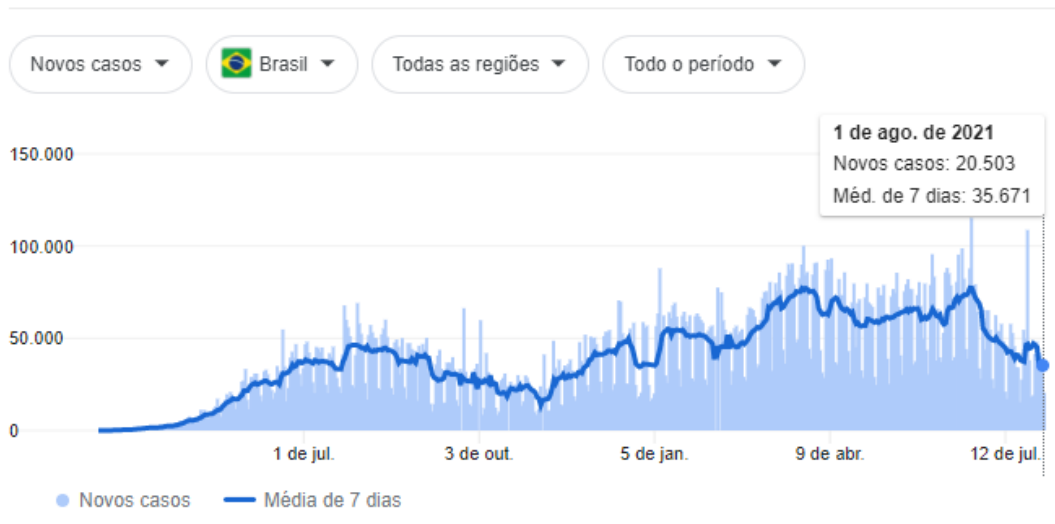 Novos casos
Brasil
Todas as regiões
Todo o período
1 de ago. de 2021
Novos casos: 20.503
Méd. de 7 dias: 35.671
150.000
100.000
50.000
0
1 de jul.
3 de out.
5 de jan.
9 de abr.
12 de jul.
Novos casos
Média de 7 dias